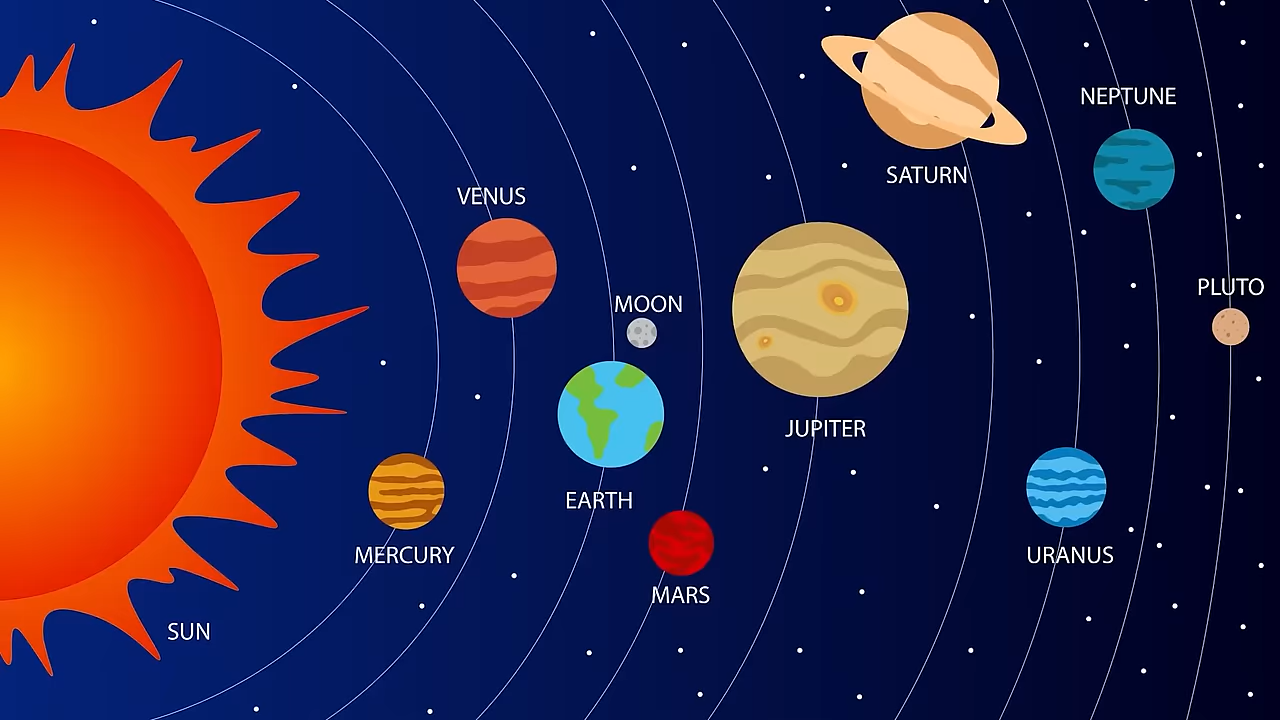 SUN
MERCURY
VENUS
EARTH
MOON
MARS
JUPITER
SATURN
URANUS
NEPTUNE
PLUTO